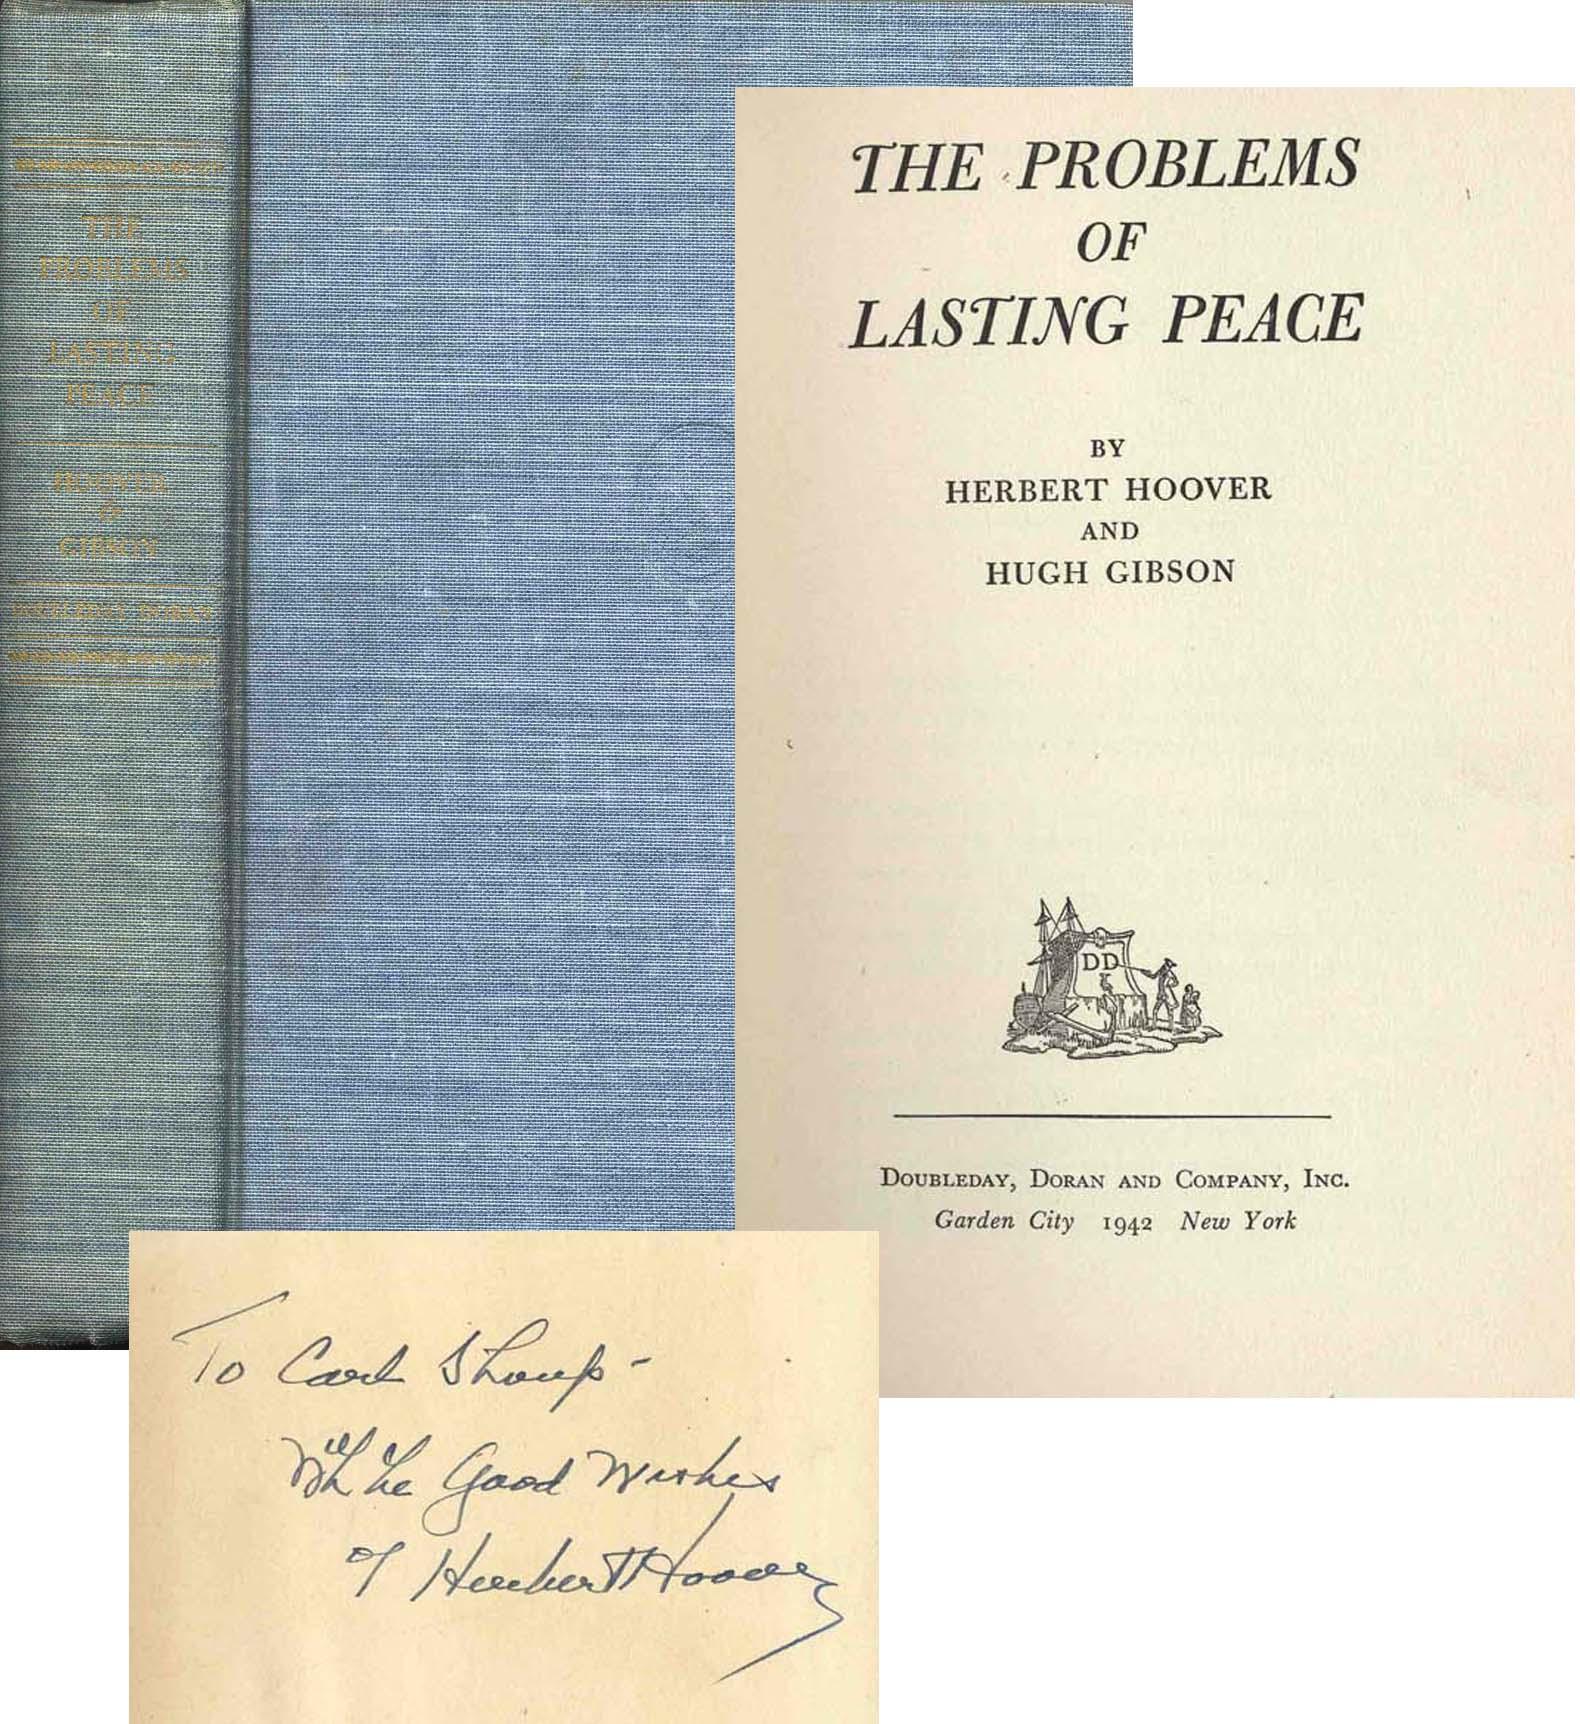 THE
PROBLEMS
OF
LASTING
PEACE
HOOVER
&
GIBSON
DOUBLEDAY, DORAN
THE PROBLEMS
OF
LASTING PEACE
BY
HERBERT HOOVER
AND
HUGH GIBSON
DD
DOUBLEDAY, DORAN AND COMPANY, INC.
Garden City 1942 New York
To Carl Shoup –
With the Good Wishes
of Herbert Hoover